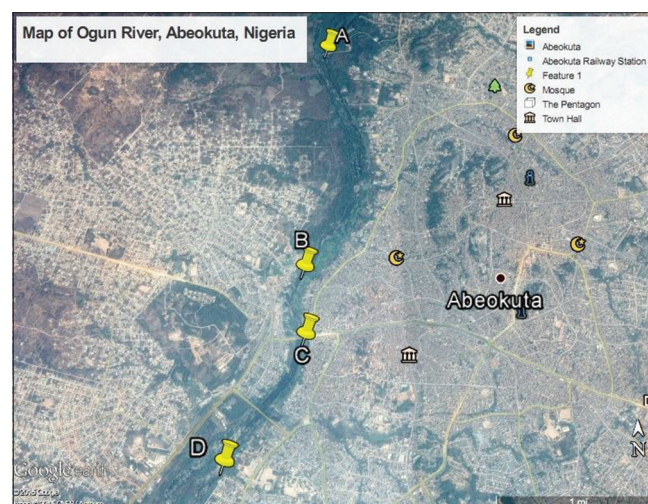 Map of Ogun River, Abeokuta, Nigeria
Legend
Abeokuta
Abeokuta Railway Station
Feature 1
Mosque
The Pentagon
Town Hall
A
B
Abeokuta
C
D
N
Google earth
1 mi